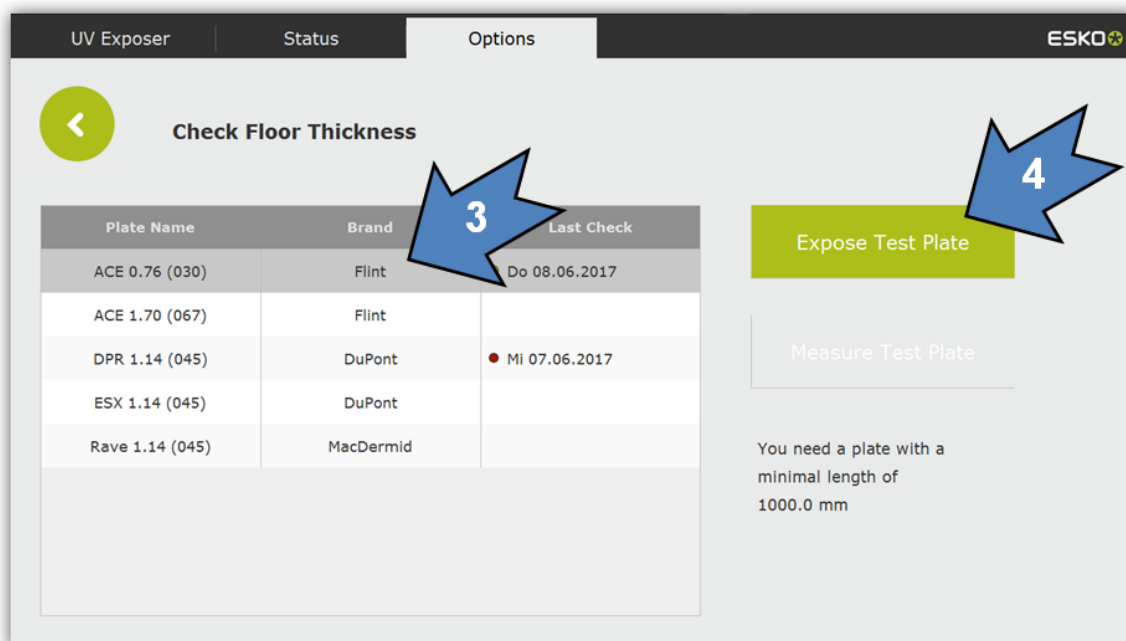 UV Exposer Status Options ESKO
Check Floor Thickness
3
4
Plate Name Brand Last Check
Expose Test Plate
ACE 0.76 (030) Flint Do 08.06.2017
ACE 1.70 (067) Flint
DPR 1.14 (045) DuPont Mi 07.06.2017
Measure Test Plate
ESX 1.14 (045) DuPont
Rave 1.14 (045) MacDermid
You need a plate with a
minimal length of
1000.0 mm